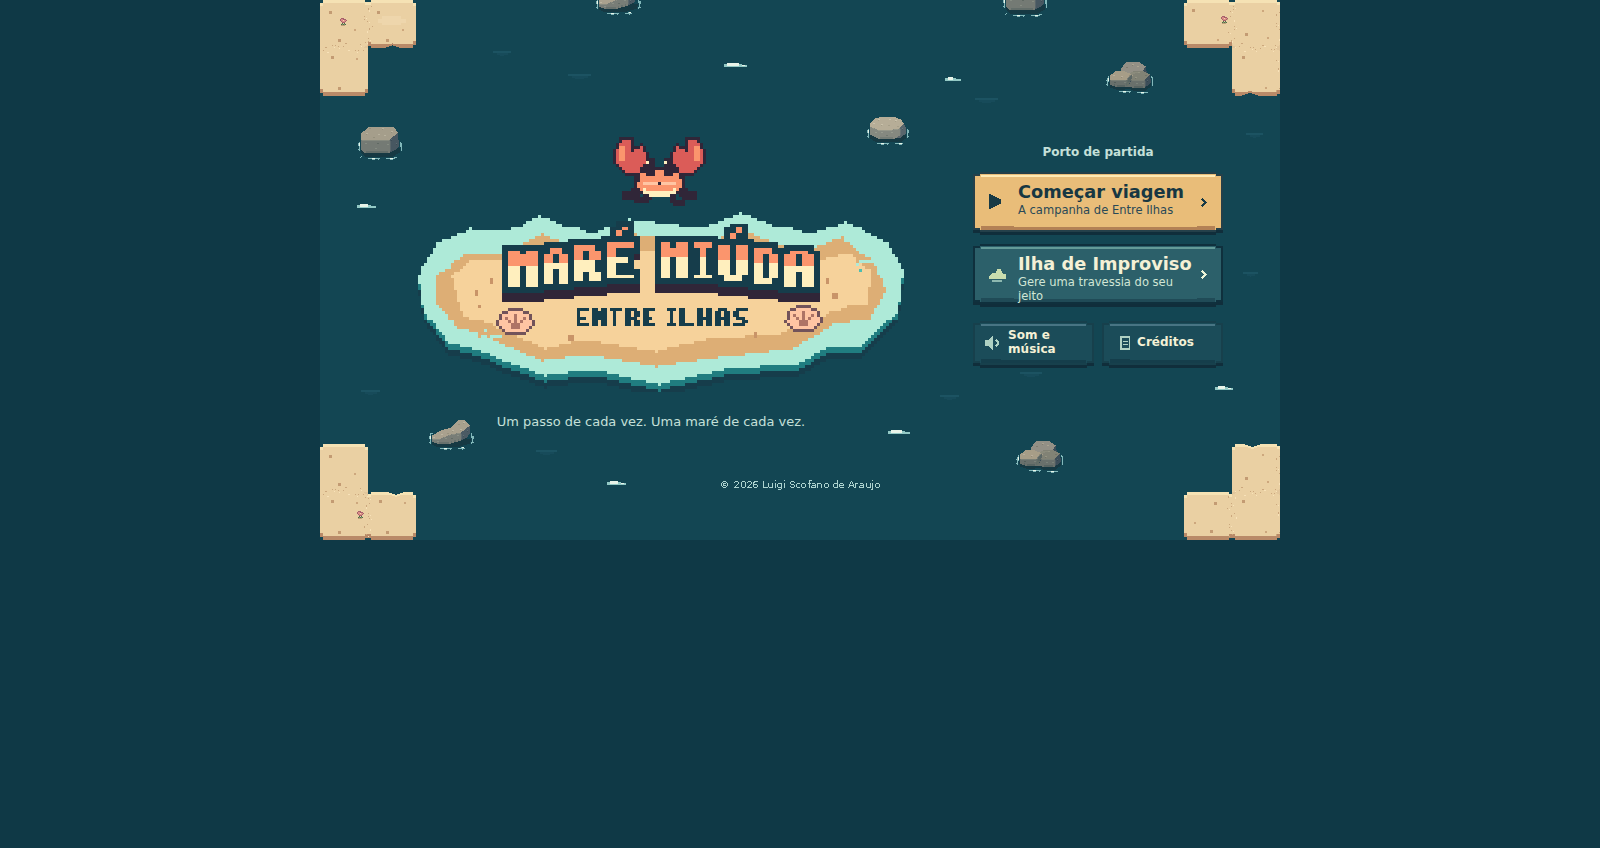 MARÉ MIÚDA
ENTRE ILHAS
Um passo de cada vez. Uma maré de cada vez.
Porto de partida
Começar viagem
A campanha de Entre Ilhas
Ilha de Improviso
Gere uma travessia do seu
jeito
Som e
música
Créditos
© 2026 Luigi Scofano de Araujo